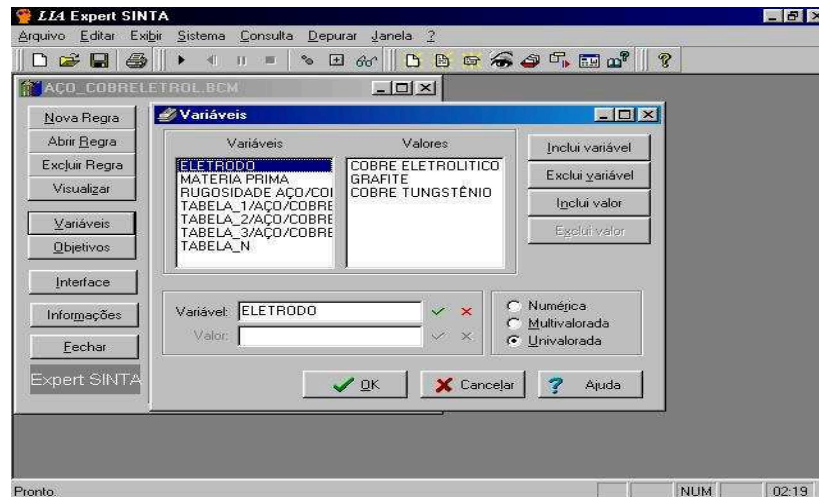 LIA Expert SINTA
Arquivo Editar Exibir Sistema Consulta Depurar Janela ?
AÇO_COBRELETROL.BCM
Nova Regra
Abrir Regra
Excluir Regra
Visualizar
Variáveis
Objetivos
Interface
Informações
Fechar
Expert SINTA
Variáveis
Variáveis
ELETRODO
MATERIA PRIMA
RUGOSIDADE AÇO/COI
TABELA_1/AÇO/COBRE
TABELA_2/AÇO/COBRE
TABELA_3/AÇO/COBRE
TABELA_N
Valores
COBRE ELETROLITICO
GRAFITE
COBRE TUNGSTÊNIO
Inclui variável
Exclui variável
Inclui valor
Exclui valor
Variável: ELETRODO
Valor:
Numérica
Multivalorada
Univalorada
OK
Cancelar
? Ajuda
Pronto.
NUM
02:19